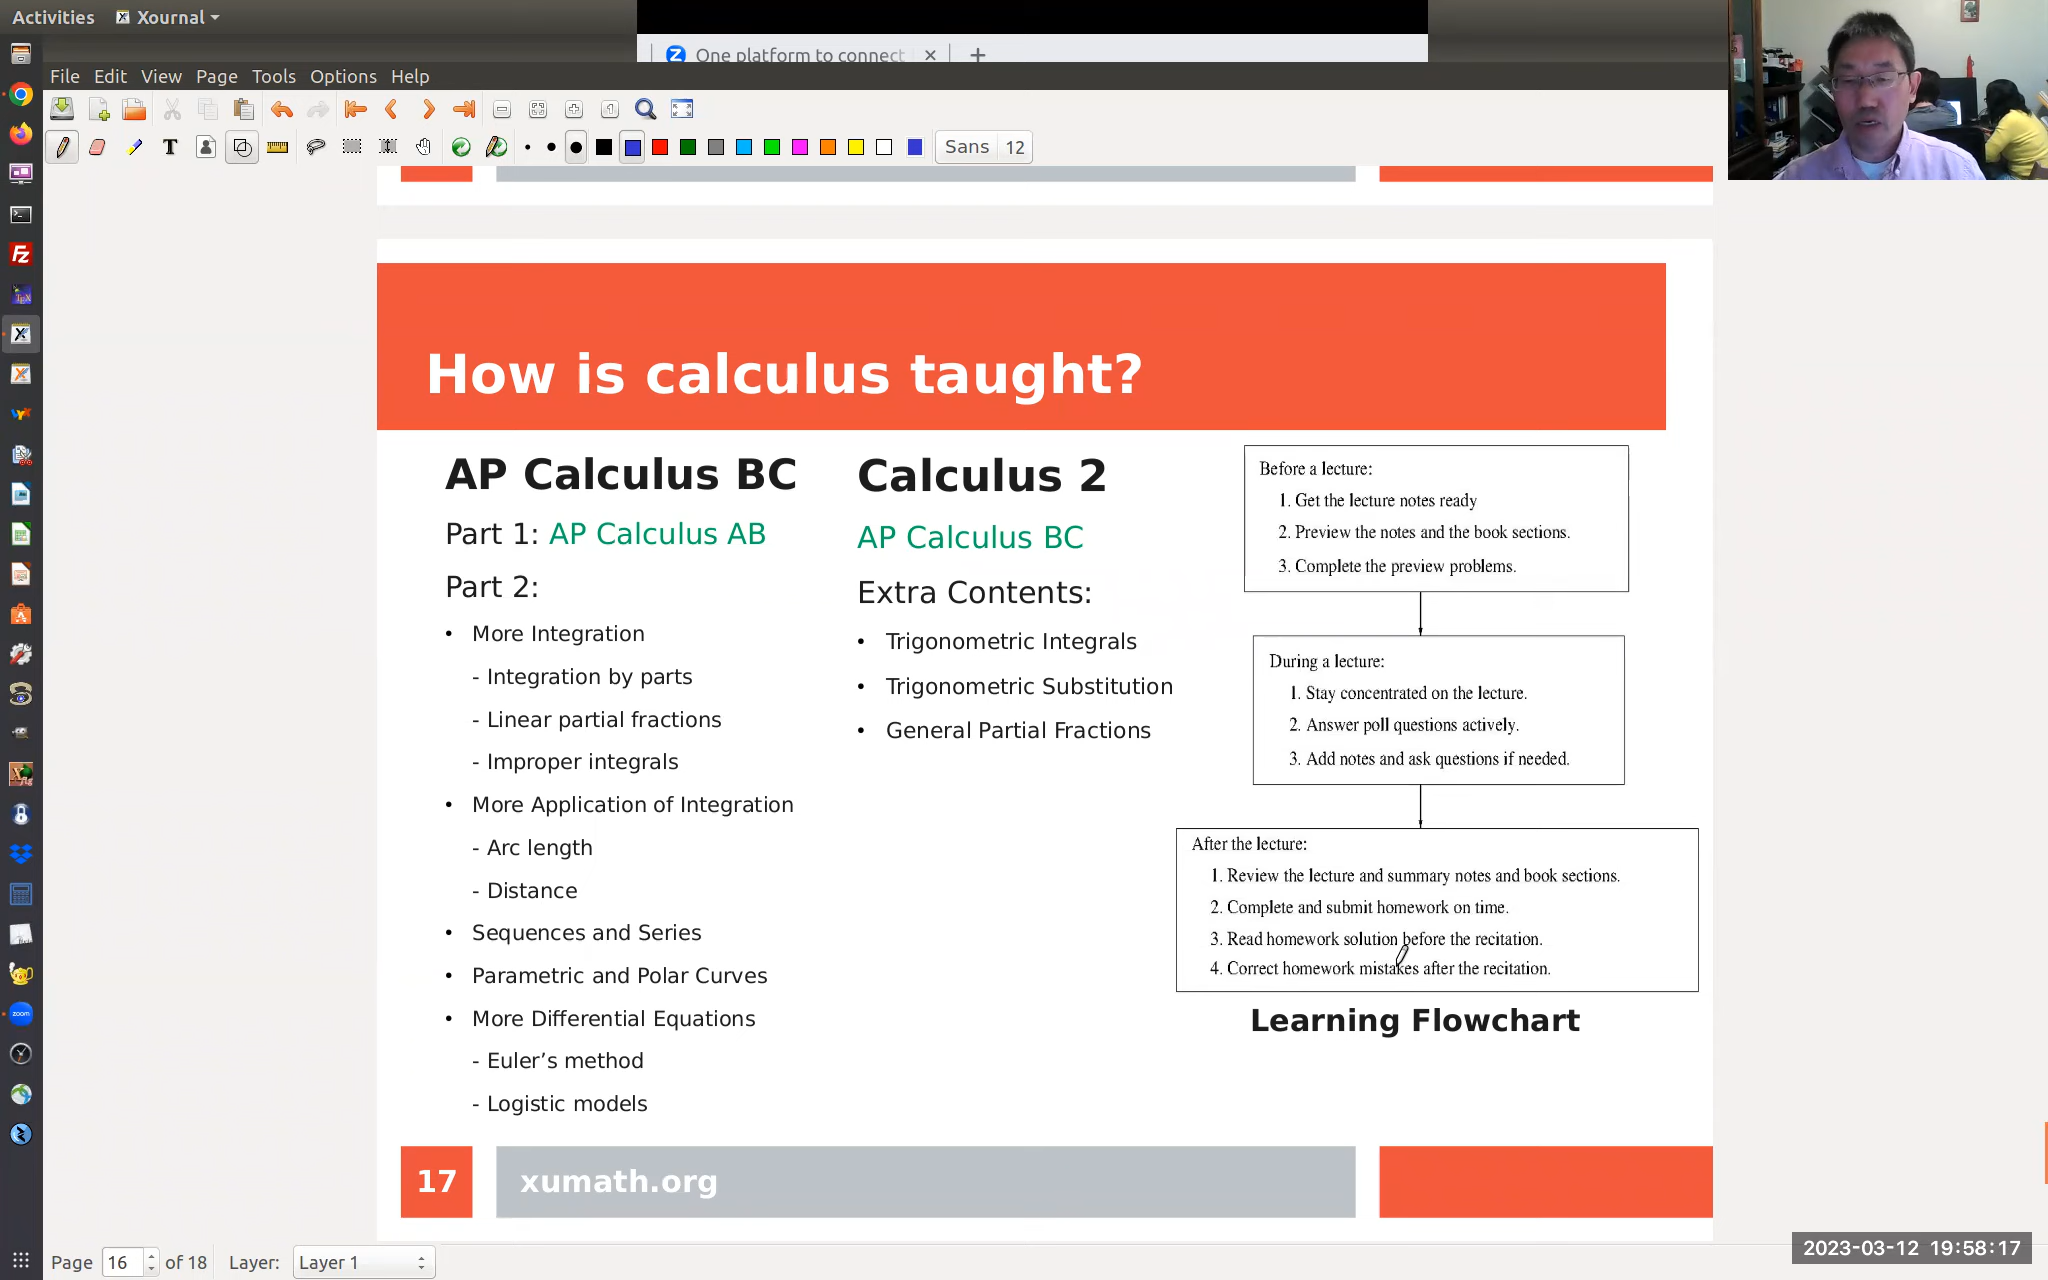 Activities
Xournal
One platform to connect
File Edit View Page Tools Options Help
Sans 12
How is calculus taught?
AP Calculus BC
Part 1: AP Calculus AB
Part 2:
• More Integration
- Integration by parts
- Linear partial fractions
- Improper integrals
• More Application of Integration
- Arc length
- Distance
• Sequences and Series
• Parametric and Polar Curves
• More Differential Equations
- Euler’s method
- Logistic models
Calculus 2
AP Calculus BC
Extra Contents:
• Trigonometric Integrals
• Trigonometric Substitution
• General Partial Fractions
Before a lecture:
1. Get the lecture notes ready
2. Preview the notes and the book sections.
3. Complete the preview problems.
During a lecture:
1. Stay concentrated on the lecture.
2. Answer poll questions actively.
3. Add notes and ask questions if needed.
After the lecture:
1. Review the lecture and summary notes and book sections.
2. Complete and submit homework on time.
3. Read homework solution before the recitation.
4. Correct homework mistakes after the recitation.
Learning Flowchart
17
xumath.org
Page 16 of 18 Layer: Layer 1
2023-03-12 19:58:17